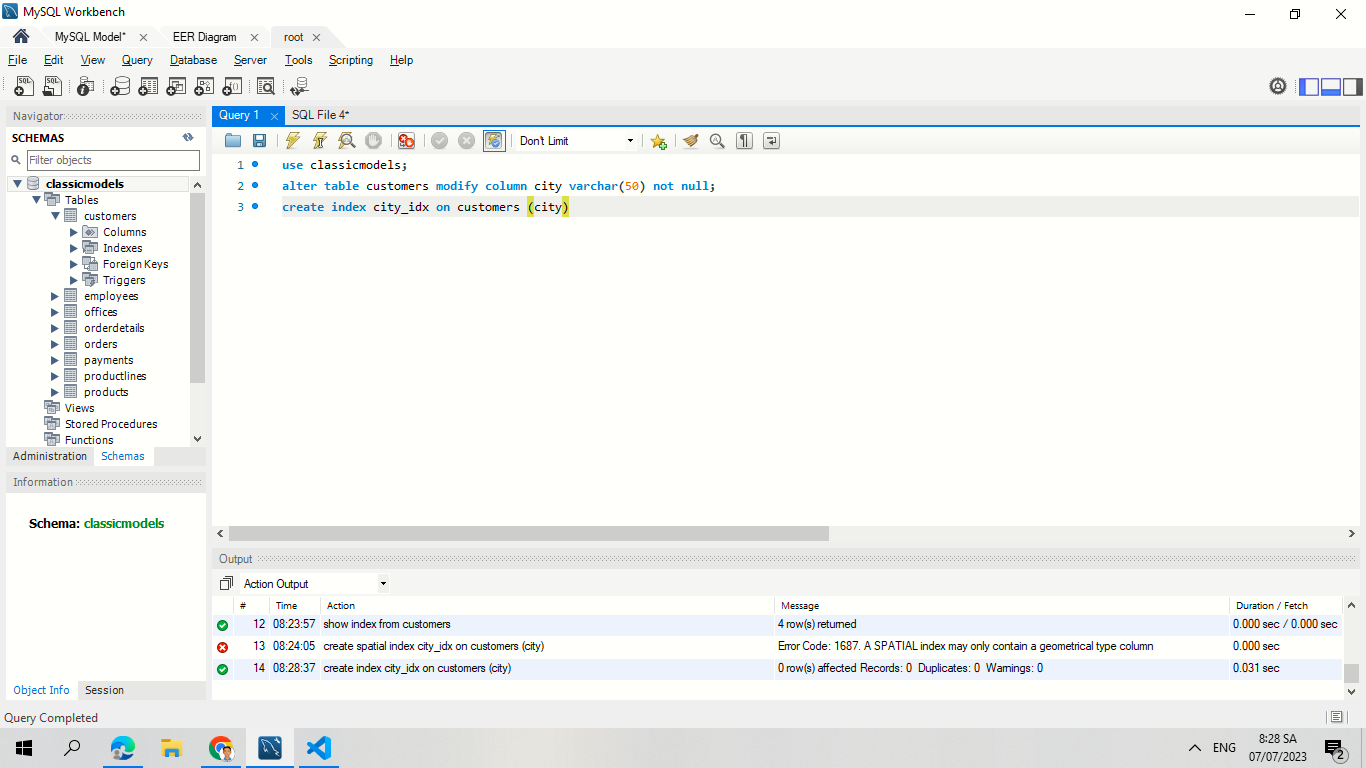 MySQL Workbench
MySQL Model* EER Diagram root
File Edit View Query Database Server Tools Scripting Help
Navigator
SCHEMAS
Filter objects
classicmodels
Tables
customers
Columns
Indexes
Foreign Keys
Triggers
employees
offices
orderdetails
orders
payments
productlines
products
Views
Stored Procedures
Functions
Administration Schemas
Information
Schema: classicmodels
Object Info Session
Query 1 SQL File 4*
Don't Limit
1 use classicmodels;
2 alter table customers modify column city varchar(50) not null;
3 create index city_idx on customers (city)
Output
Action Output
# Time Action Message Duration / Fetch
12 08:23:57 show index from customers 4 row(s) returned 0.000 sec / 0.000 sec
13 08:24:05 create spatial index city_idx on customers (city) Error Code: 1687. A SPATIAL index may only contain a geometrical type column 0.000 sec
14 08:28:37 create index city_idx on customers (city) 0 row(s) affected Records: 0 Duplicates: 0 Warnings: 0 0.031 sec
Query Completed
ENG
8:28 SA
07/07/2023
2